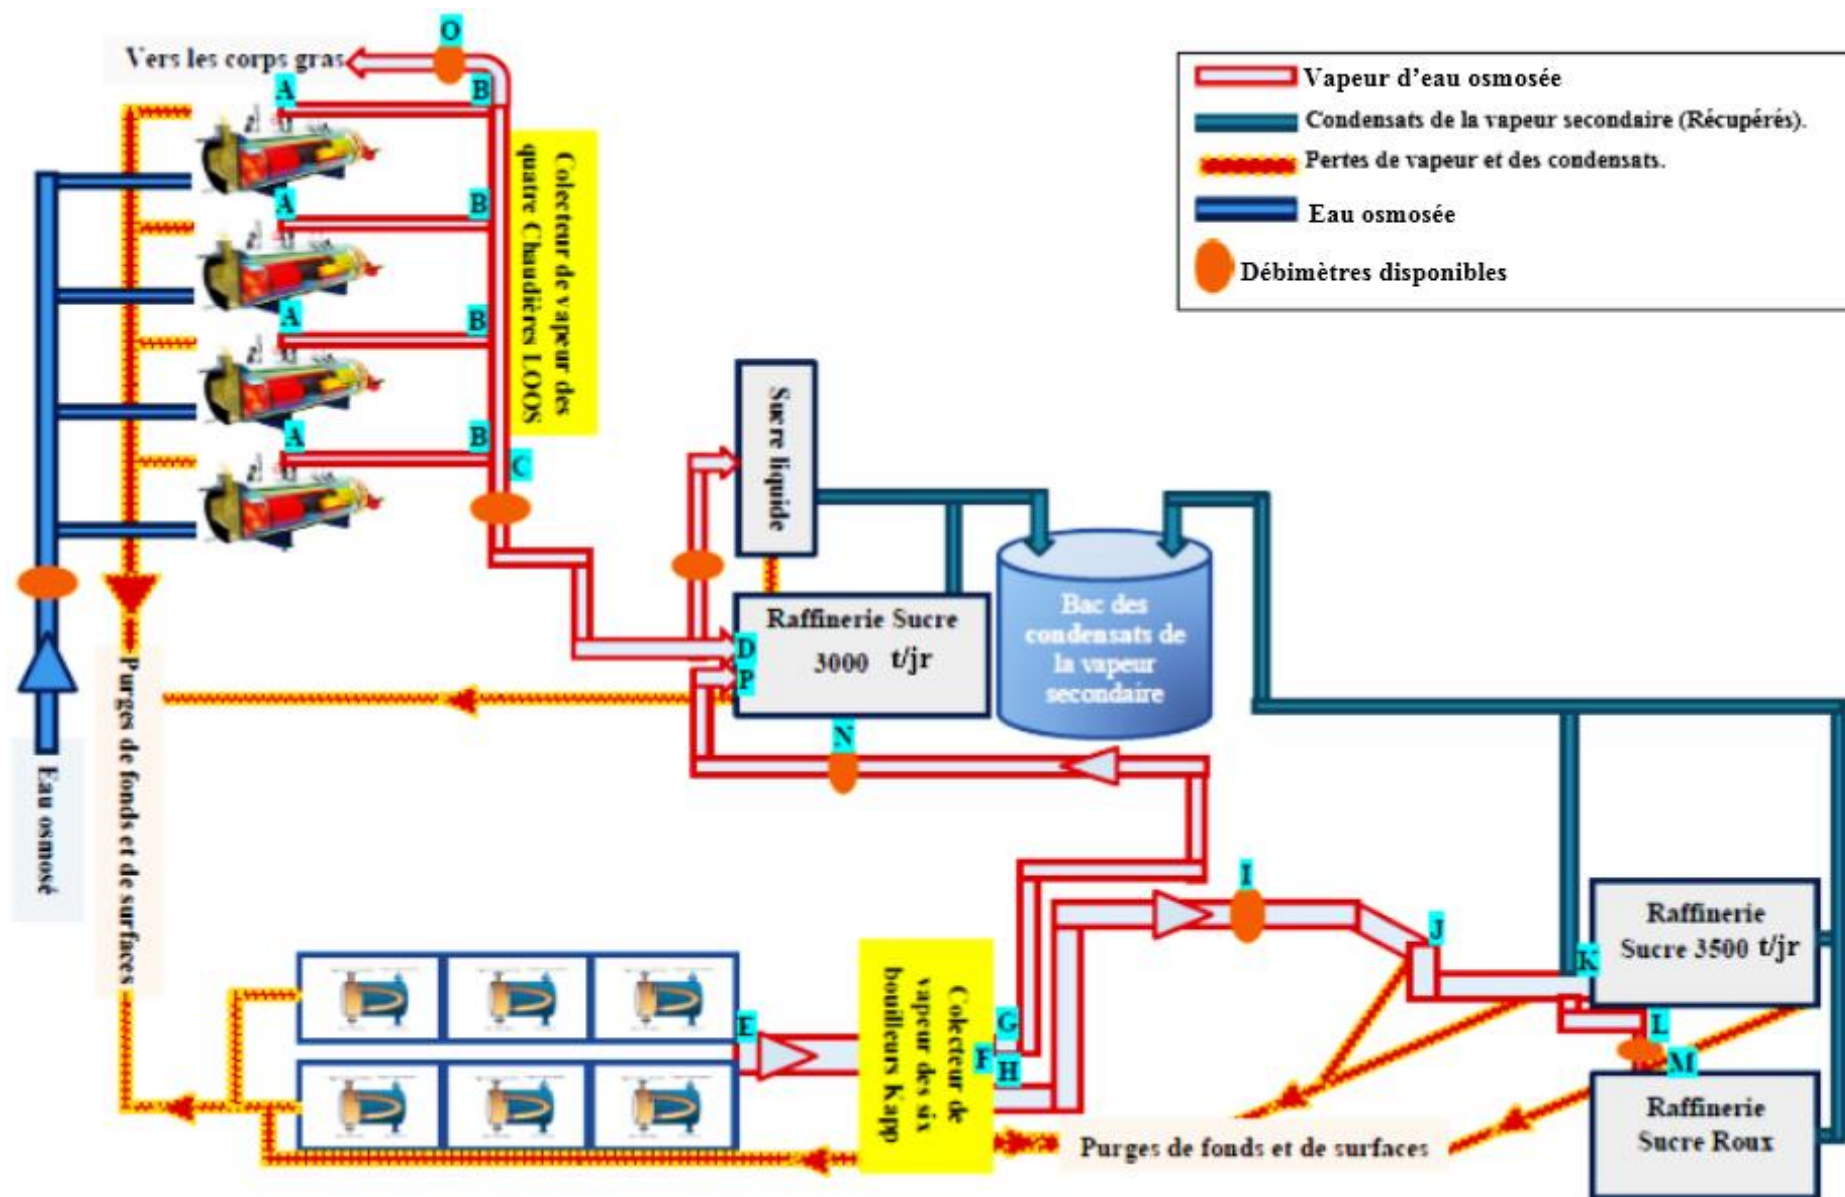 O
Vers les corps gras
A
B
A
B
A
B
A
B
C
Colecteur de vapeur des
quatre Chaudières LOOS
Vapeur d'eau osmosée
Condensats de la vapeur secondaire (Récupérés).
Pertes de vapeur et des condensats.
Eau osmosée
Débimètres disponibles
Sucre liquide
Raffinerie Sucre
3000 t/jr
D
P
Bac des
condensats de
la vapeur
secondaire
N
Eau osmosé
Purges de fonds et de surfaces
E
Colecteur de
vapeur des six
bouilleurs Kapp
F
G
H
I
J
K
L
M
Raffinerie
Sucre 3500 t/jr
Raffinerie
Sucre Roux
Purges de fonds et de surfaces